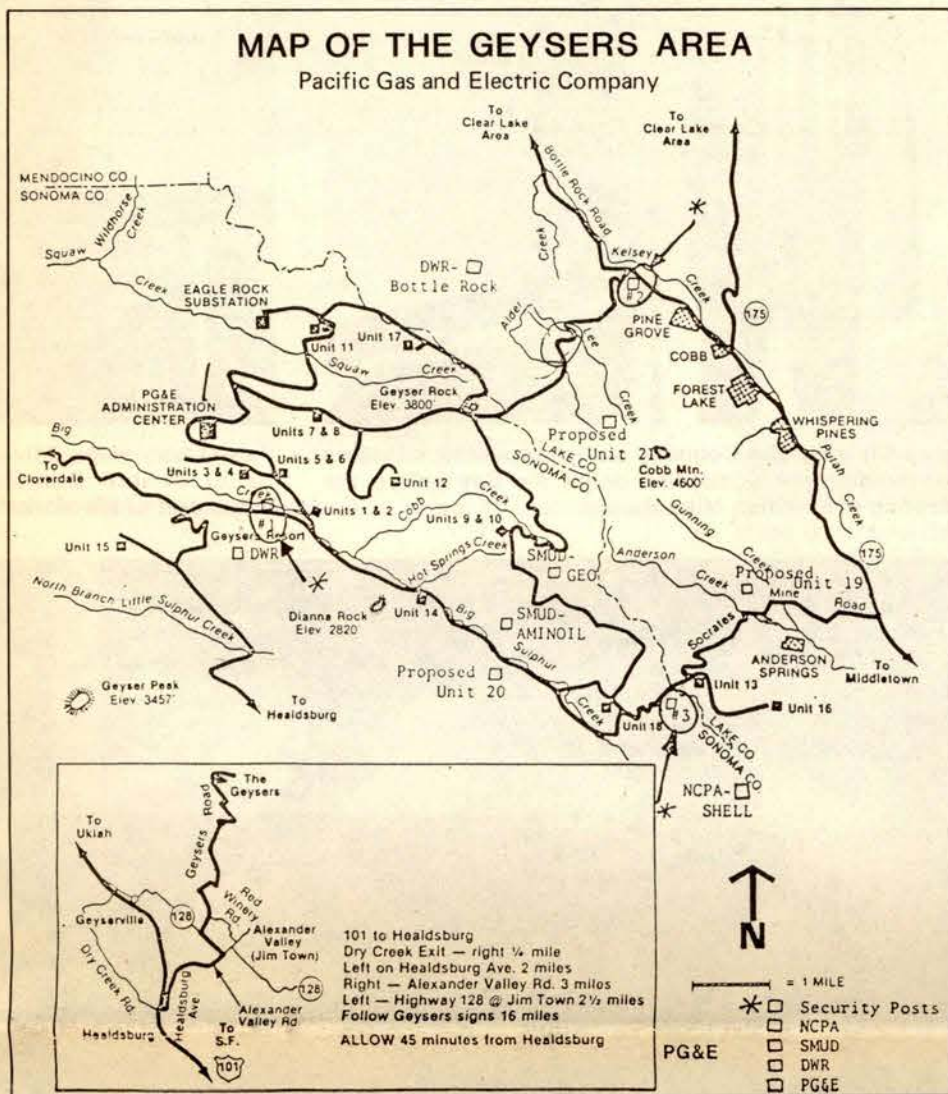 MAP OF THE GEYSERS AREA
Pacific Gas and Electric Company
To
Clear Lake
Area
To
Clear Lake
Area
MENDOCINO CO
SONOMA CO
Wildhorse
Creek
Squaw
Creek
Bottle Rock Road
Creek
Kelsey
Creek
DWR-
Bottle Rock
EAGLE ROCK
SUBSTATION
#2
PINE
GROVE
175
Alder
Lee
Creek
Unit 17
Unit 11
Squaw
Creek
COBB
Geyser Rock
Elev. 3800'
FOREST
LAKE
PG&E
ADMINISTRATION
CENTER
Units 7 & 8
Proposed
Unit 21
WHISPERING
PINES
Big
Creek
To
Cloverdale
Units 5 & 6
Units 3 & 4
LAKE CO
SONOMA CO
Cobb Mtn.
Elev. 4600'
Putah
Creek
Unit 12
Units 1 & 2
Cobb
Creek
Units 9 & 10
Gunning
Creek
#1
Geysers Resort
Unit 15
DWR
Hot Springs Creek
SMUD-
GEO
Anderson
Creek
Proposed
Unit 19
175
North Branch Little Sulphur Creek
Dianna Rock
Elev. 2820
Unit 14
Big
Sulphur
Creek
SMUD-
AMINOIL
Socrates
Mine
Road
ANDERSON
SPRINGS
To
Middletown
Proposed
Unit 20
Geyser Peak
Elev. 3457'
To
Healdsburg
Unit 13
Unit 16
Unit 18
#3
LAKE CO.
SONOMA CO.
NCPA-
SHELL
The
Geysers
Geysers Road
To
Ukiah
Red
Winery
Rd.
128
Geyserville
Alexander
Valley
(Jim Town)
128
Dry Creek Rd.
Healdsburg
Ave.
Alexander
Valley Rd
Healdsburg
To
S.F.
101
101 to Healdsburg
Dry Creek Exit — right ¼ mile
Left on Healdsburg Ave. 2 miles
Right — Alexander Valley Rd. 3 miles
Left — Highway 128 @ Jim Town 2½ miles
Follow Geysers signs 16 miles
ALLOW 45 minutes from Healdsburg
N
= 1 MILE
Security Posts
NCPA
SMUD
DWR
PG&E
PG&E